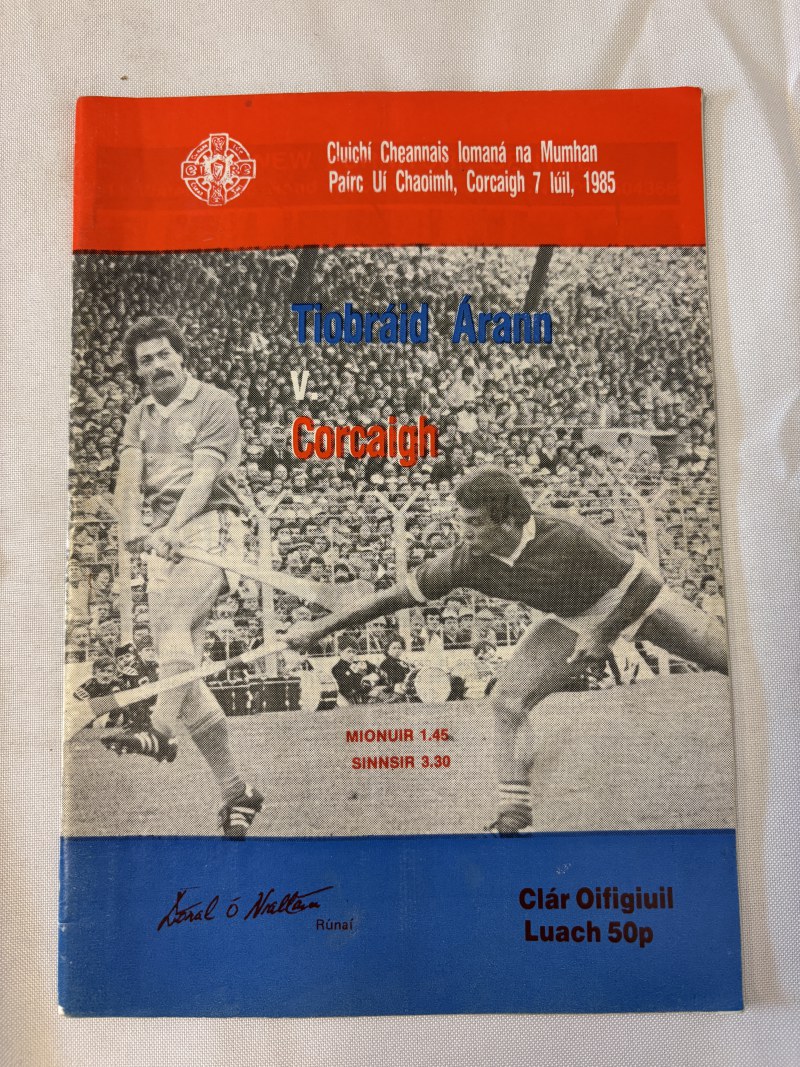 Cluichí Cheannais Iomaná na Mumhan
Páirc Uí Chaoimh, Corcaigh 7 Iúil, 1985
Tiobráid Árann
v.
Corcaigh
MIONUIR 1.45
SINNSIR 3.30
Rúnaí
Clár Oifigiuil
Luach 50p